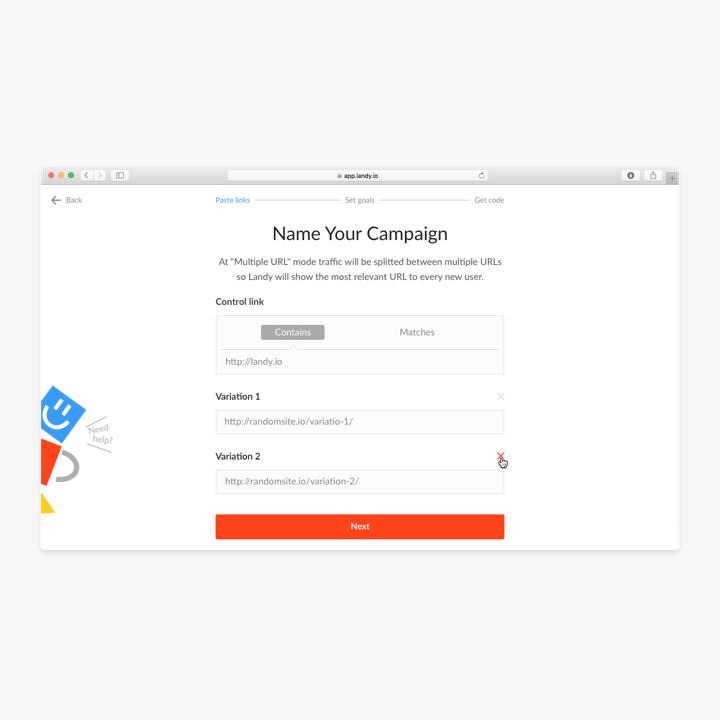 app.landy.io
Back
Paste links
Set goals
Get code
Name Your Campaign
At "Multiple URL" mode traffic will be splitted between multiple URLs
so Landy will show the most relevant URL to every new user.
Control link
Contains
Matches
http://landy.io
Variation 1
http://randomsite.io/variatio-1/
Need
help?
Variation 2
http://randomsite.io/variation-2/
Next